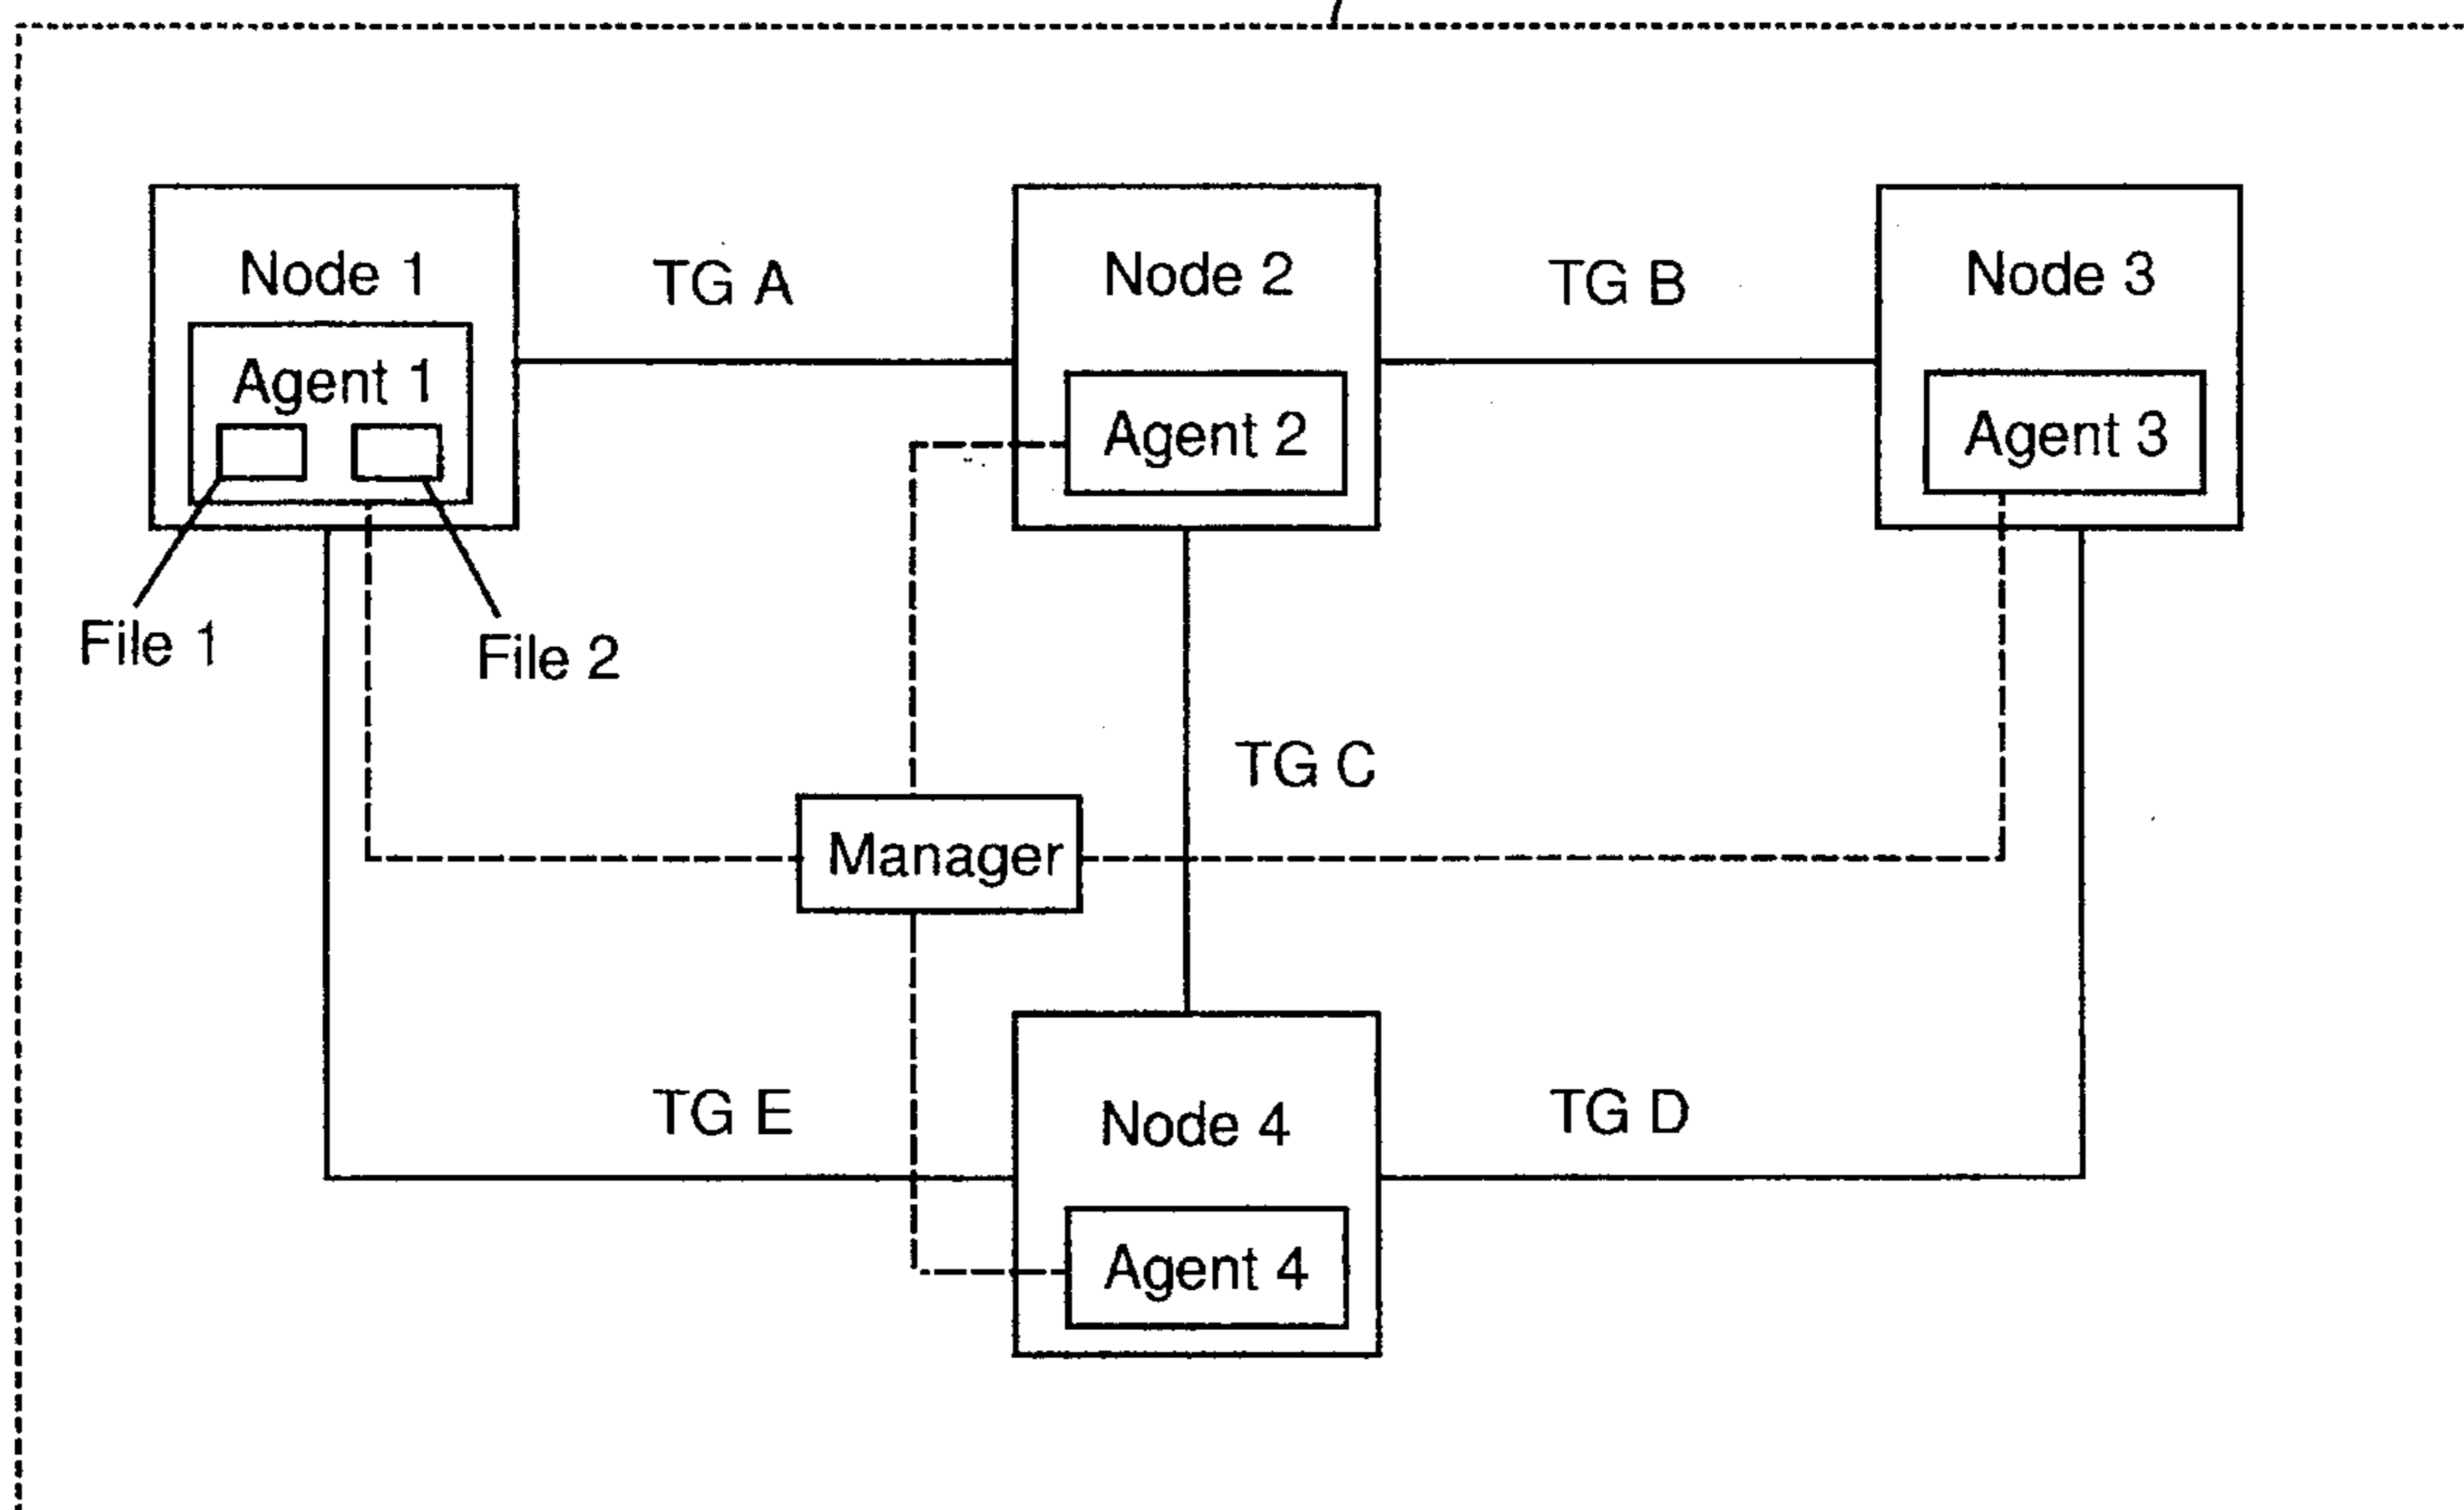 Node 1
TG A
Node 2
TG B
Node 3
Agent 1
Agent 2
Agent 3
File 1
File 2
TG C
Manager
TG E
Node 4
TG D
Agent 4